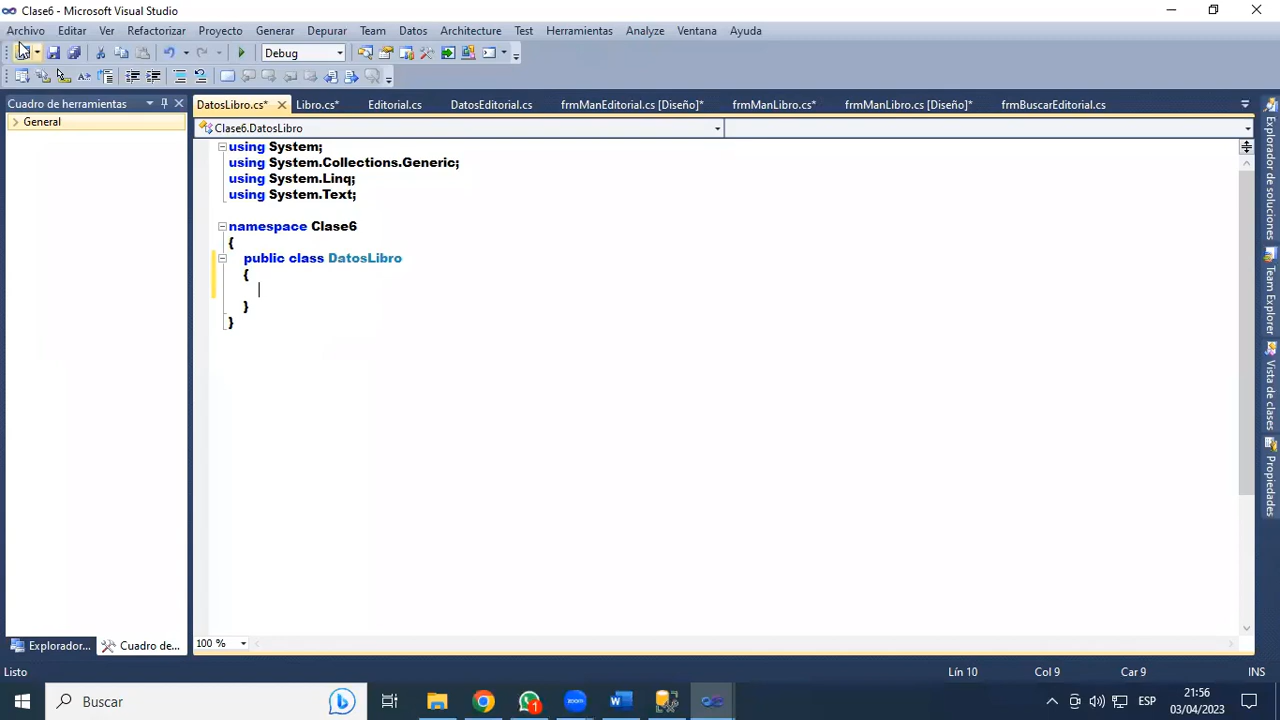 Clase6 - Microsoft Visual Studio
Archivo Editar Ver Refactorizar Proyecto Generar Depurar Team Datos Architecture Test Herramientas Analyze Ventana Ayuda
Debug
Cuadro de herramientas
General
DatosLibro.cs* Libro.cs* Editorial.cs DatosEditorial.cs frmManEditorial.cs [Diseño]* frmManLibro.cs* frmManLibro.cs [Diseño]* frmBuscarEditorial.cs
Clase6.DatosLibro
using System;
using System.Collections.Generic;
using System.Linq;
using System.Text;
namespace Clase6
{
public class DatosLibro
{
}
}
Explorador de soluciones
Team Explorer
Vista de clases
Propiedades
100 %
Explorador... Cuadro de...
Listo Lín 10 Col 9 Car 9 INS
Buscar
1
zoom
ESP
21:56
03/04/2023